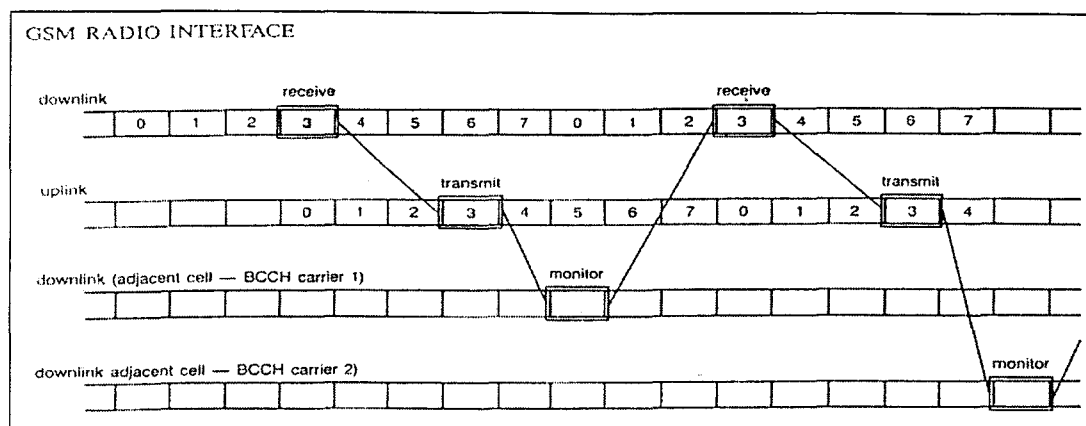 GSM RADIO INTERFACE
receive receive
downlink
0 1 2 3 4 5 6 7 0 1 2 3 4 5 6 7
transmit transmit
uplink
0 1 2 3 4 5 6 7 0 1 2 3 4
downlink (adjacent cell — BCCH carrier 1) monitor
downlink adjacent cell — BCCH carrier 2) monitor